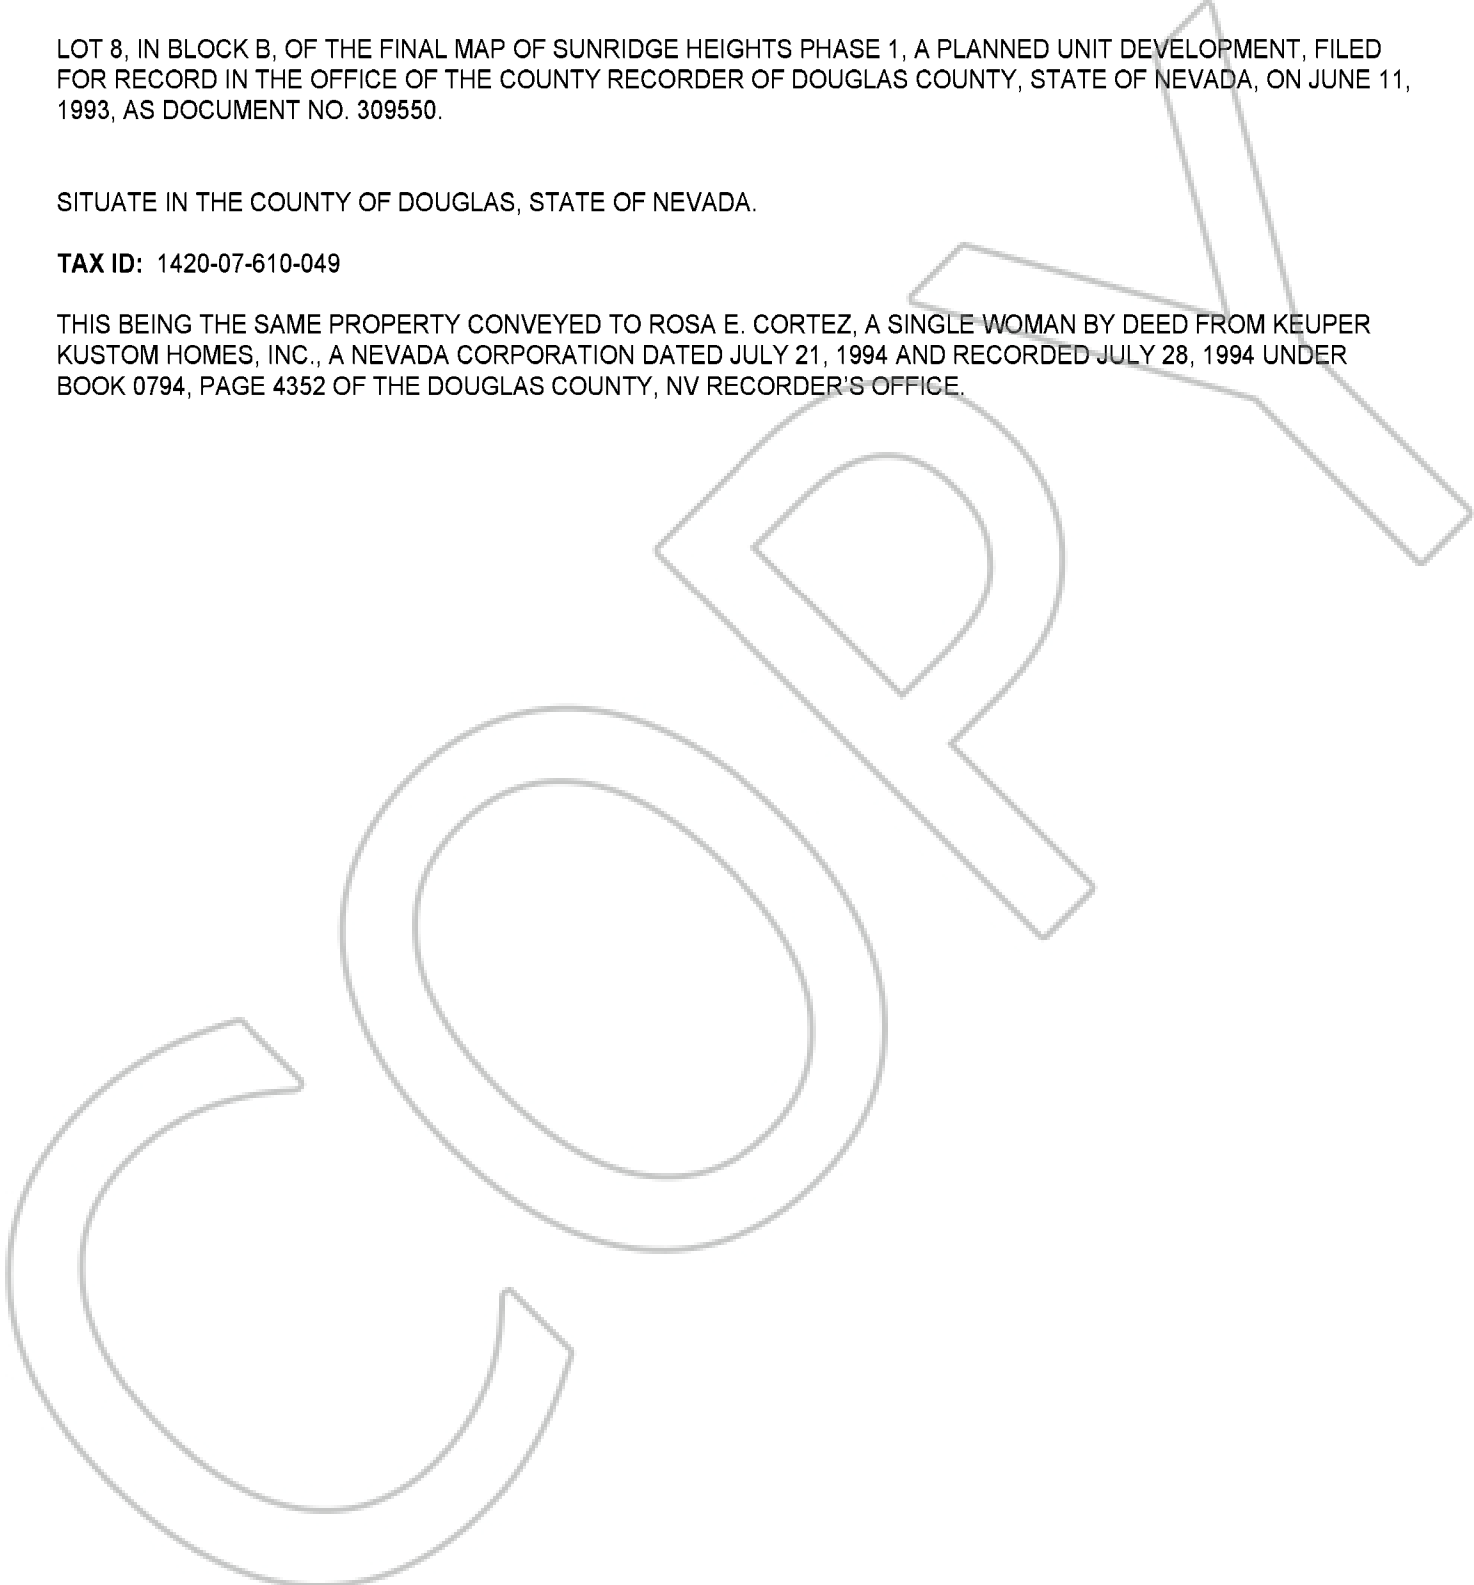 LOT 8, IN BLOCK B, OF THE FINAL MAP OF SUNRIDGE HEIGHTS PHASE 1, A PLANNED UNIT DEVELOPMENT, FILED
FOR RECORD IN THE OFFICE OF THE COUNTY RECORDER OF DOUGLAS COUNTY, STATE OF NEVADA, ON JUNE 11,
1993, AS DOCUMENT NO. 309550.
SITUATE IN THE COUNTY OF DOUGLAS, STATE OF NEVADA.
TAX ID: 1420-07-610-049
THIS BEING THE SAME PROPERTY CONVEYED TO ROSA E. CORTEZ, A SINGLE WOMAN BY DEED FROM KEUPER
KUSTOM HOMES, INC., A NEVADA CORPORATION DATED JULY 21, 1994 AND RECORDED JULY 28, 1994 UNDER
BOOK 0794, PAGE 4352 OF THE DOUGLAS COUNTY, NV RECORDER'S OFFICE.
COPY